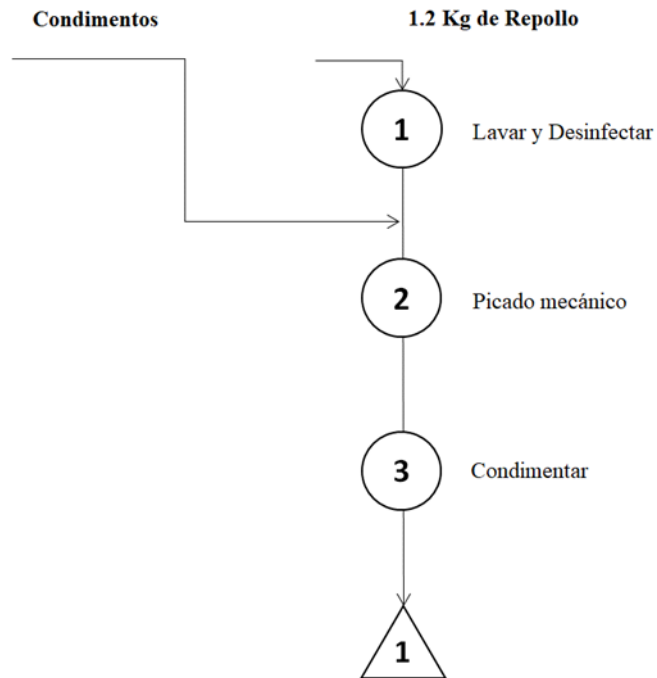 Condimentos
1.2 Kg de Repollo
1
Lavar y Desinfectar
2
Picado mecánico
3
Condimentar
1